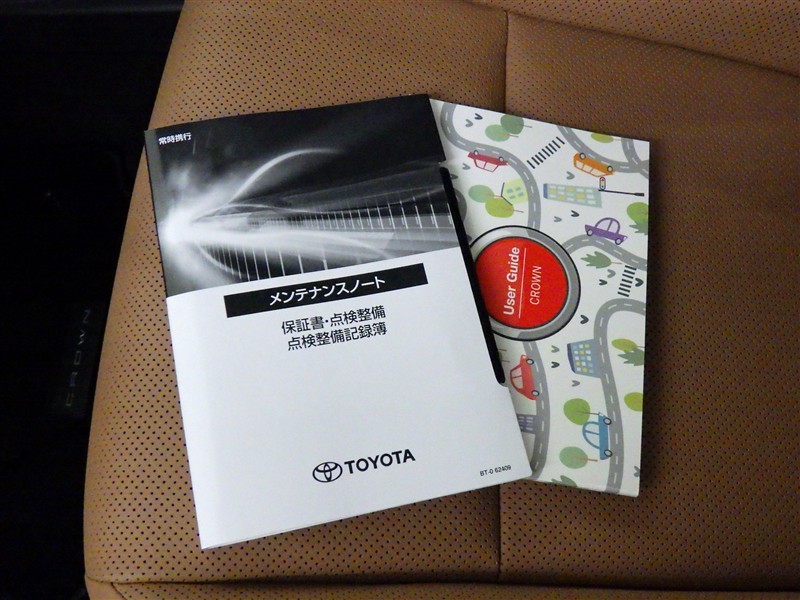 常時携行
メンテナンスノート
保証書・点検整備
点検整備記録簿
TOYOTA
BT-0 62409
User Guide
CROWN
CROWN